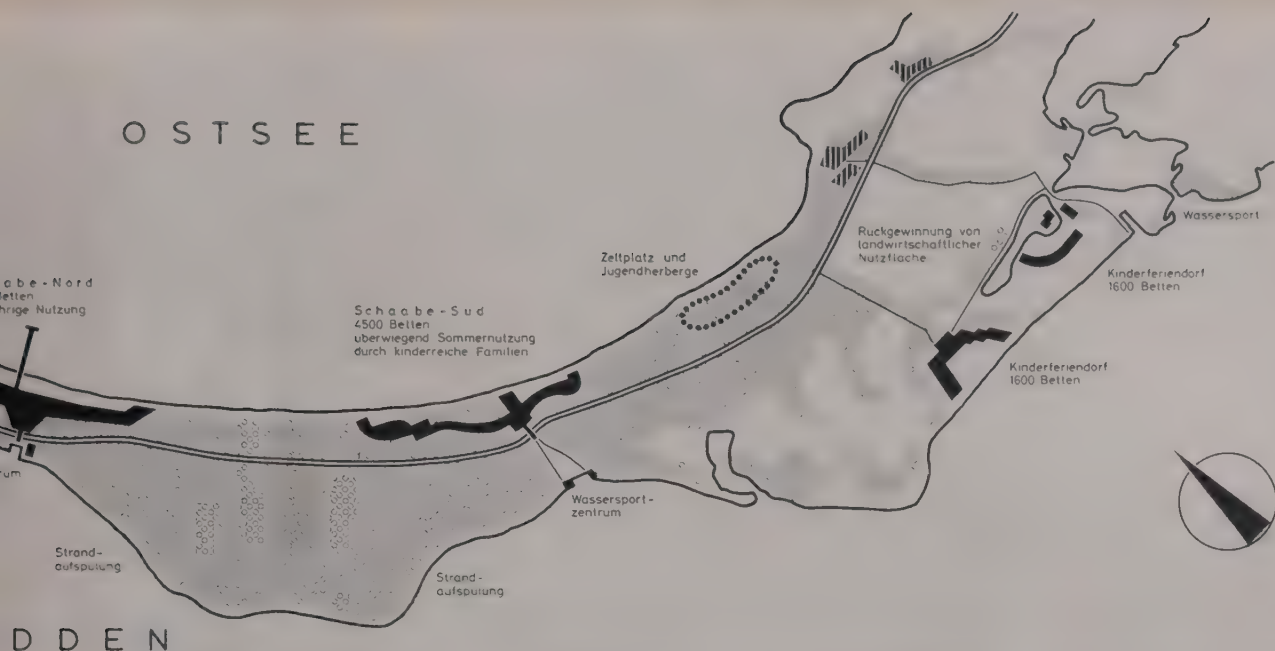 OSTSEE
abe-Nord
Betten
hrige Nutzung
Schaabe-Sud
4500 Betten
uberwiegend Sommernutzung
durch kinderreiche Familien
Zeltplatz und
Jugendherberge
Ruckgewinnung von
landwirtschaftlicher
Nutzflache
Wassersport
Kinderferiendorf
1600 Betten
Kinderferiendorf
1600 Betten
rum
Wassersport-
zentrum
Strand-
aufspulung
Strand-
aufspulung
DDEN